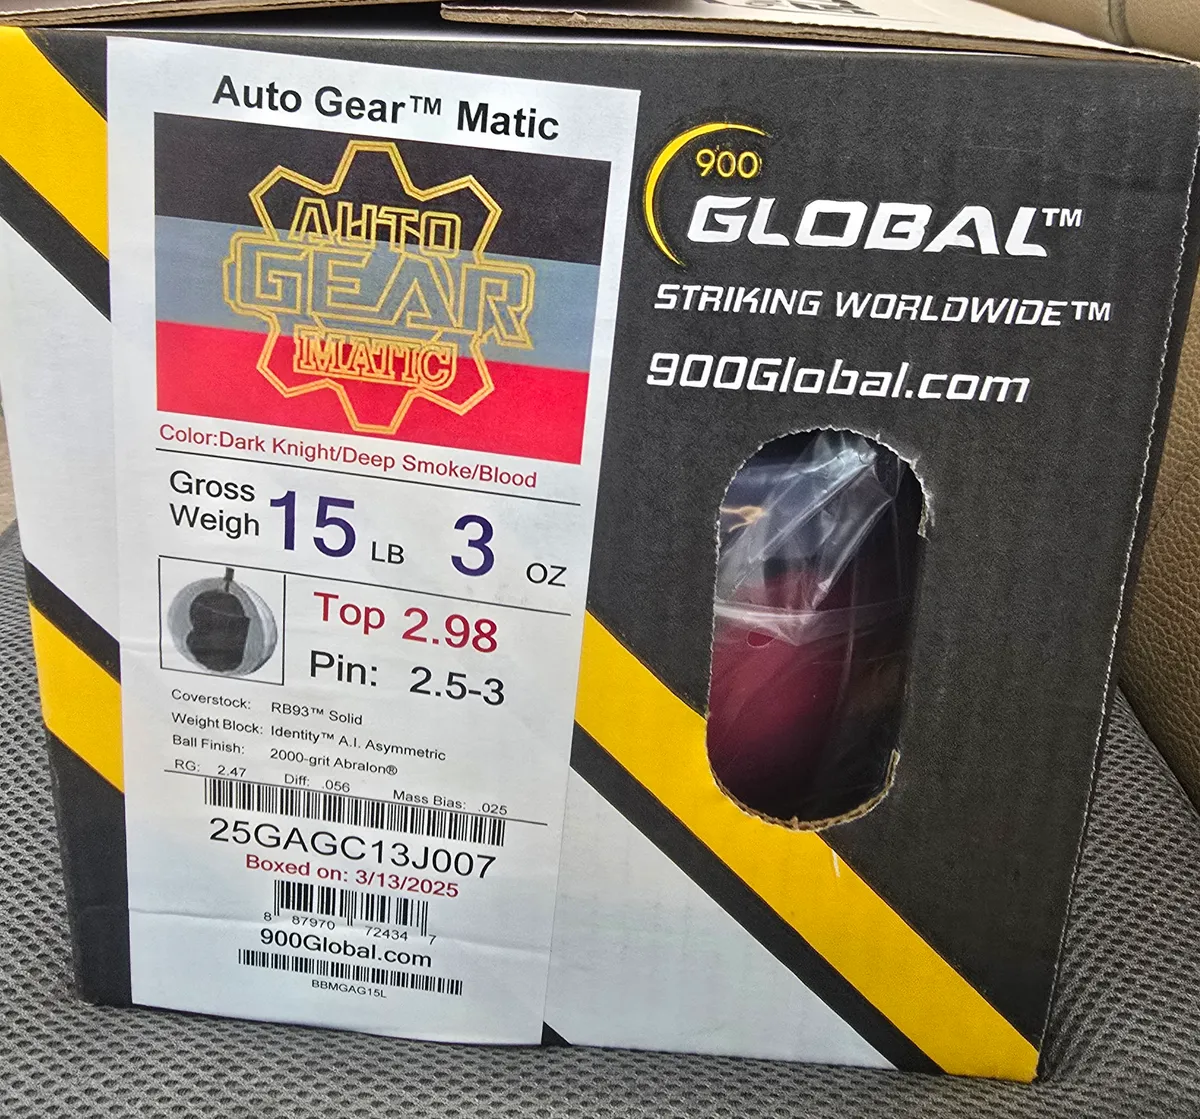 Auto Gear™ Matic
AUTO
GEAR
MATIC
Color:Dark Knight/Deep Smoke/Blood
Gross
Weigh
15 LB 3 OZ
Top 2.98
Pin: 2.5-3
Coverstock: RB93™ Solid
Weight Block: Identity™ A.I. Asymmetric
Ball Finish: 2000-grit Abralon®
RG: 2.47 Diff: .056 Mass Bias: .025
25GAGC13J007
Boxed on: 3/13/2025
8 87970 72434 7
900Global.com
BBMGAG15L
900
GLOBAL™
STRIKING WORLDWIDE™
900Global.com